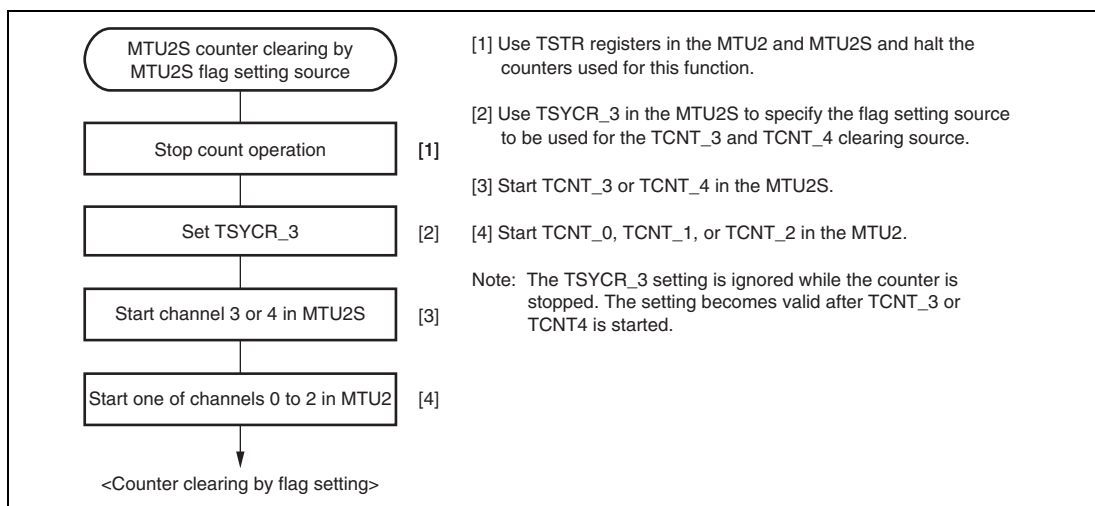 MTU2S counter clearing by
MTU2S flag setting source
Stop count operation
[1]
Set TSYCR_3
[2]
Start channel 3 or 4 in MTU2S
[3]
Start one of channels 0 to 2 in MTU2
[4]
<Counter clearing by flag setting>
[1] Use TSTR registers in the MTU2 and MTU2S and halt the
counters used for this function.
[2] Use TSYCR_3 in the MTU2S to specify the flag setting source
to be used for the TCNT_3 and TCNT_4 clearing source.
[3] Start TCNT_3 or TCNT_4 in the MTU2S.
[4] Start TCNT_0, TCNT_1, or TCNT_2 in the MTU2.
Note: The TSYCR_3 setting is ignored while the counter is
stopped. The setting becomes valid after TCNT_3 or
TCNT4 is started.